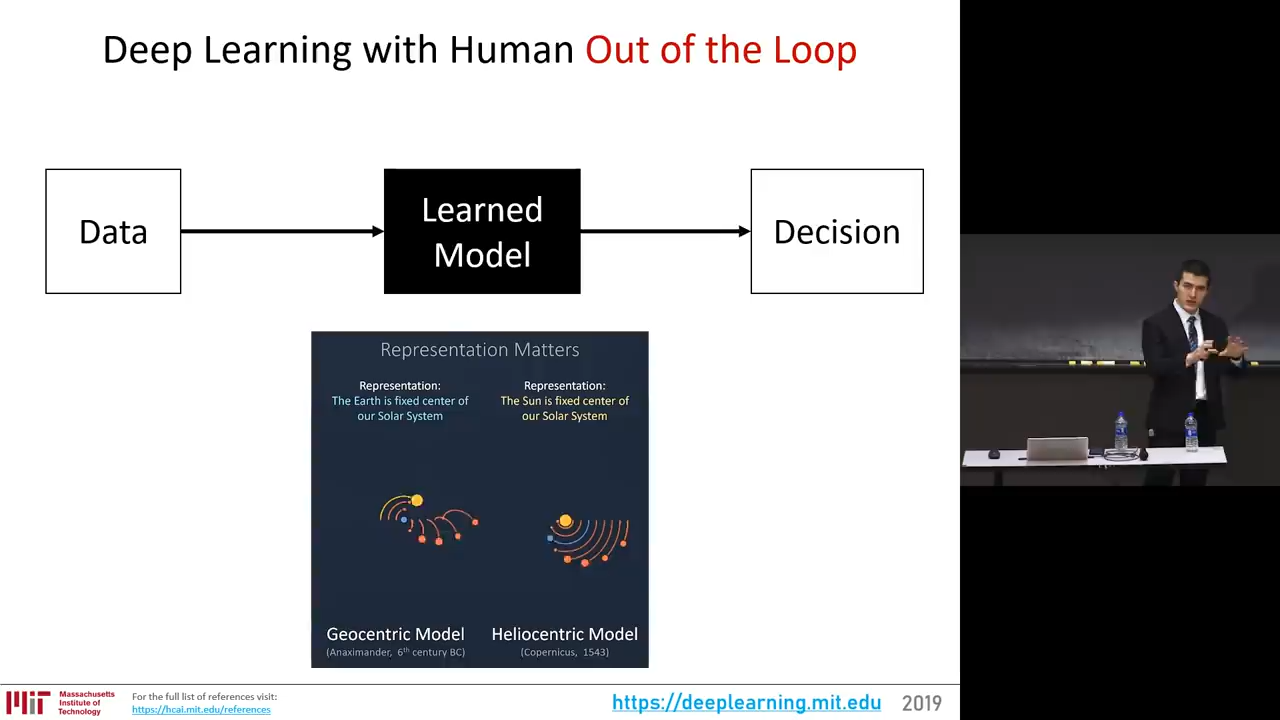 Deep Learning with Human Out of the Loop
Data
Learned
Model
Decision
Representation Matters
Representation:
The Earth is fixed center of
our Solar System
Representation:
The Sun is fixed center of
our Solar System
Geocentric Model
(Anaximander, 6th century BC)
Heliocentric Model
(Copernicus, 1543)
Massachusetts
Institute of
Technology
For the full list of references visit:
https://hcai.mit.edu/references
https://deeplearning.mit.edu
2019